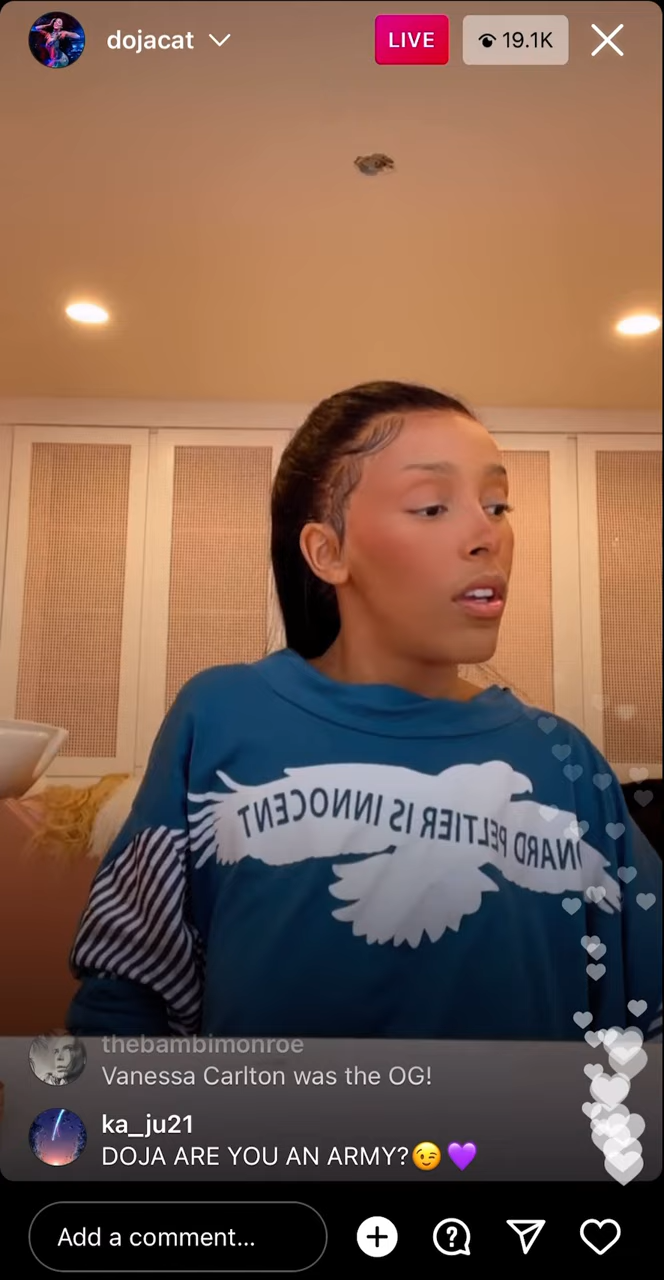 dojacat
LIVE
19.1K
NARD PELTIER IS INNOCENT
thebambimonroe
Vanessa Carlton was the OG!
ka_ju21
DOJA ARE YOU AN ARMY?😉💜
Add a comment...